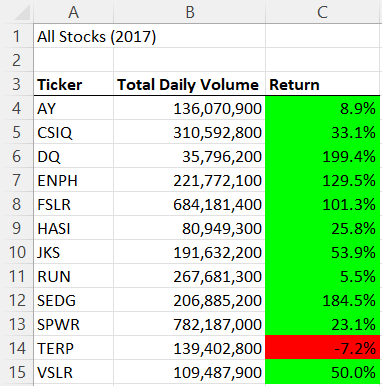 A B C
1 All Stocks (2017)
2
3 Ticker Total Daily Volume Return
4 AY 136,070,900 8.9%
5 CSIQ 310,592,800 33.1%
6 DQ 35,796,200 199.4%
7 ENPH 221,772,100 129.5%
8 FSLR 684,181,400 101.3%
9 HASI 80,949,300 25.8%
10 JKS 191,632,200 53.9%
11 RUN 267,681,300 5.5%
12 SEDG 206,885,200 184.5%
13 SPWR 782,187,000 23.1%
14 TERP 139,402,800 -7.2%
15 VSLR 109,487,900 50.0%